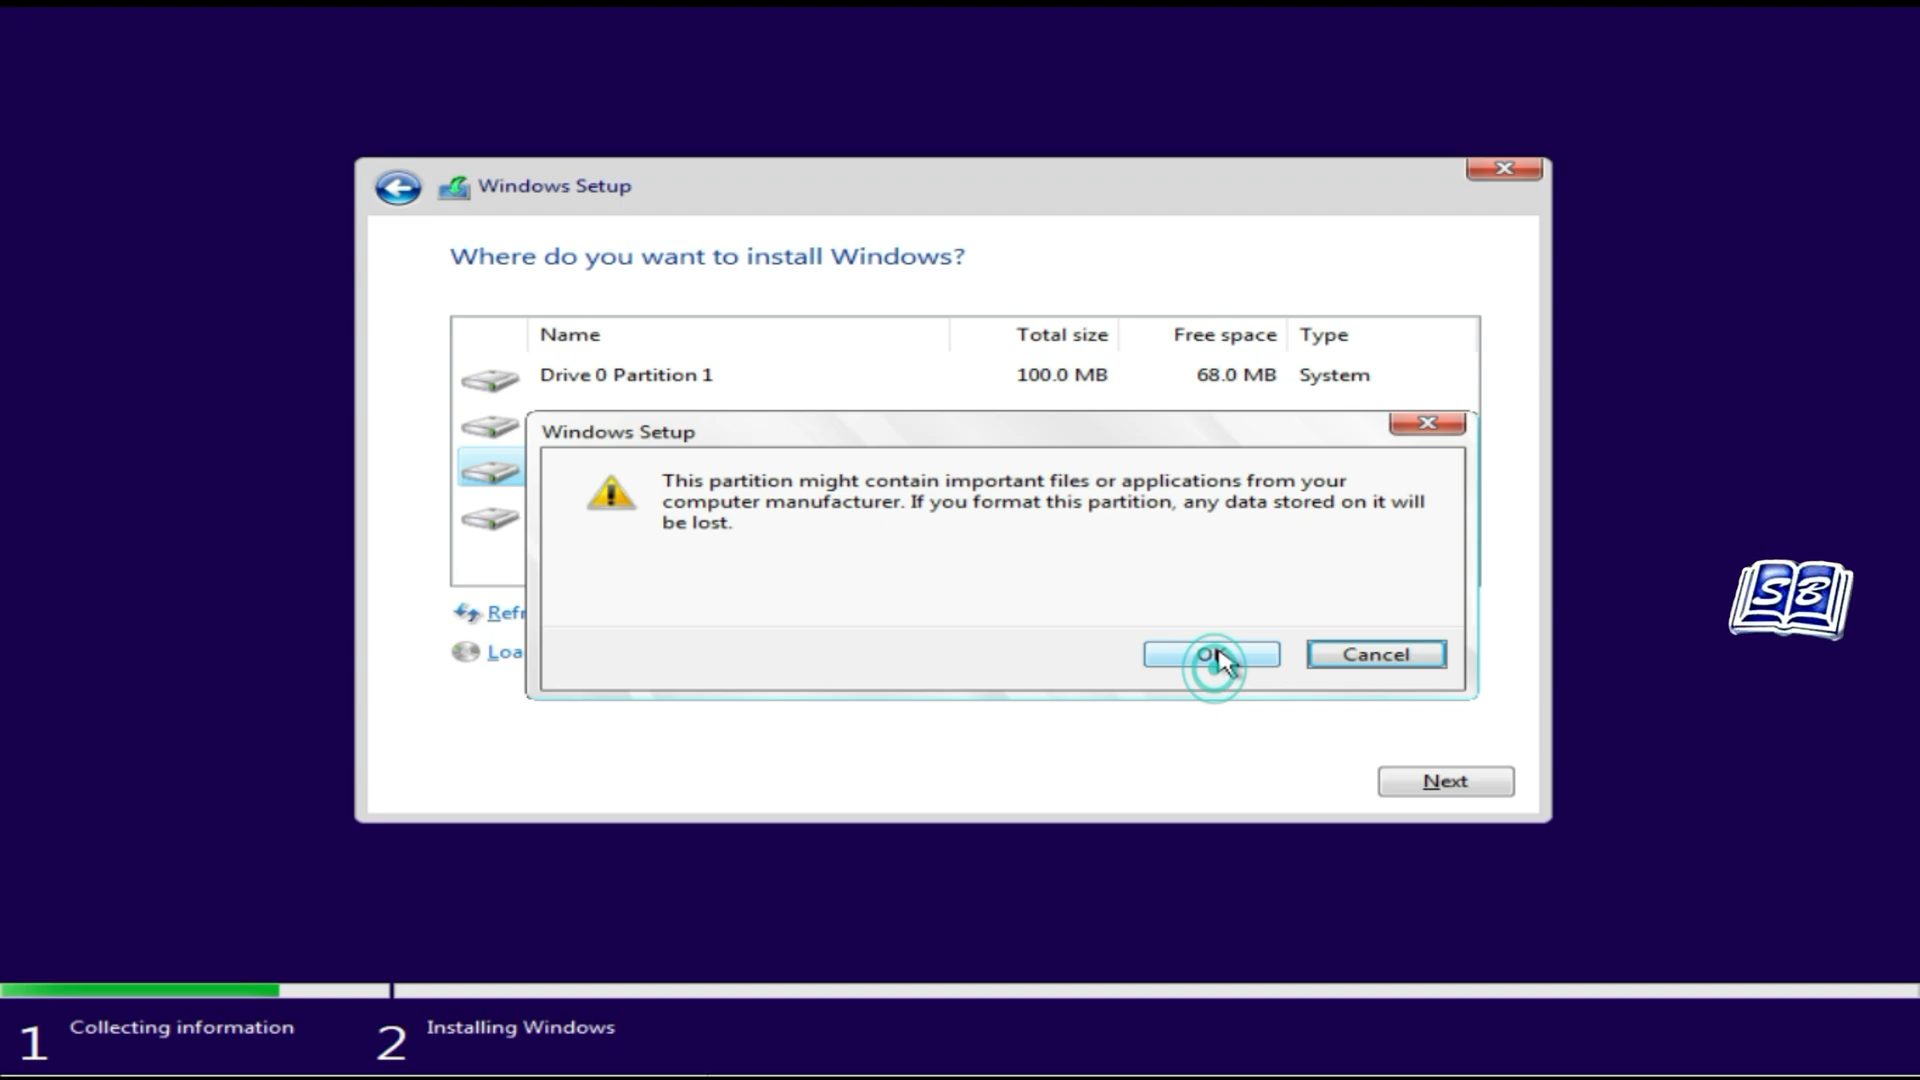 Windows Setup
Where do you want to install Windows?
Name Total size Free space Type
Drive 0 Partition 1 100.0 MB 68.0 MB System
Windows Setup
This partition might contain important files or applications from your
computer manufacturer. If you format this partition, any data stored on it will
be lost.
Refr
Loa
Cancel
Next
SB
1 Collecting information
2 Installing Windows